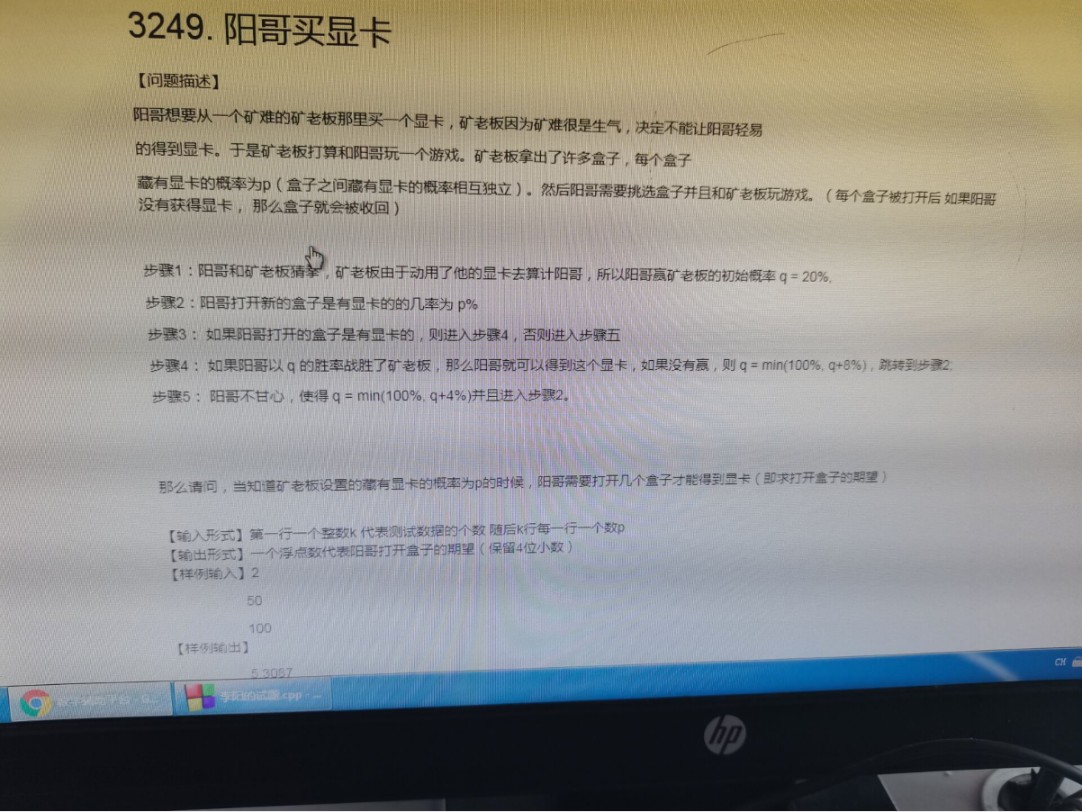 3249. 阳哥买显卡
【问题描述】
阳哥想要从一个矿难的矿老板那里买一个显卡，矿老板因为矿难很是生气，决定不能让阳哥轻易
的得到显卡。于是矿老板打算和阳哥玩一个游戏。矿老板拿出了许多盒子，每个盒子
藏有显卡的概率为p（盒子之间藏有显卡的概率相互独立）。然后阳哥需要挑选盒子并且和矿老板玩游戏。（每个盒子被打开后 如果阳哥
没有获得显卡， 那么盒子就会被收回）
步骤1：阳哥和矿老板猜拳，矿老板由于动用了他的显卡去算计阳哥，所以阳哥赢矿老板的初始概率 q = 20%,
步骤2：阳哥打开新的盒子是有显卡的的几率为 p%
步骤3： 如果阳哥打开的盒子是有显卡的，则进入步骤4，否则进入步骤五
步骤4： 如果阳哥以 q 的胜率战胜了矿老板，那么阳哥就可以得到这个显卡，如果没有赢，则 q = min(100%, q+8%)，跳转到步骤2;
步骤5： 阳哥不甘心，使得 q = min(100%, q+4%)并且进入步骤2。
那么请问，当知道矿老板设置的藏有显卡的概率为p的时候，阳哥需要打开几个盒子才能得到显卡（即求打开盒子的期望）
【输入形式】第一行一个整数k 代表测试数据的个数 随后k行每一行一个数p
【输出形式】一个浮点数代表阳哥打开盒子的期望（保留4位小数）
【样例输入】2
50
100
【样例输出】
5.3057
CH
hp